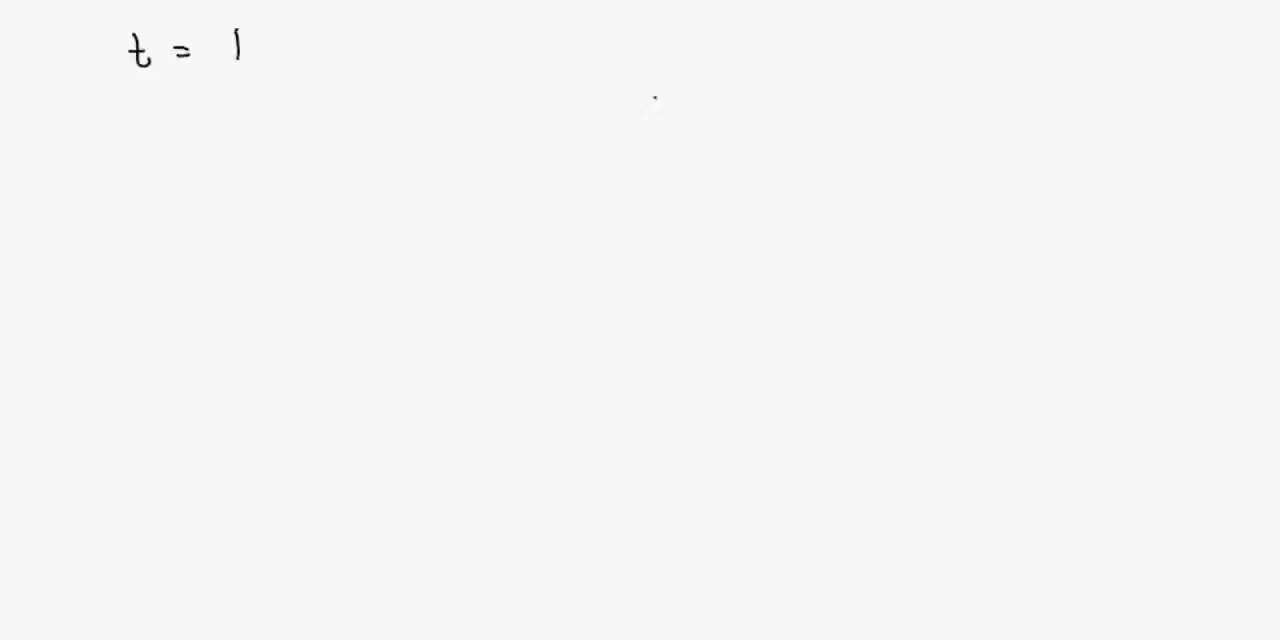 t = 1